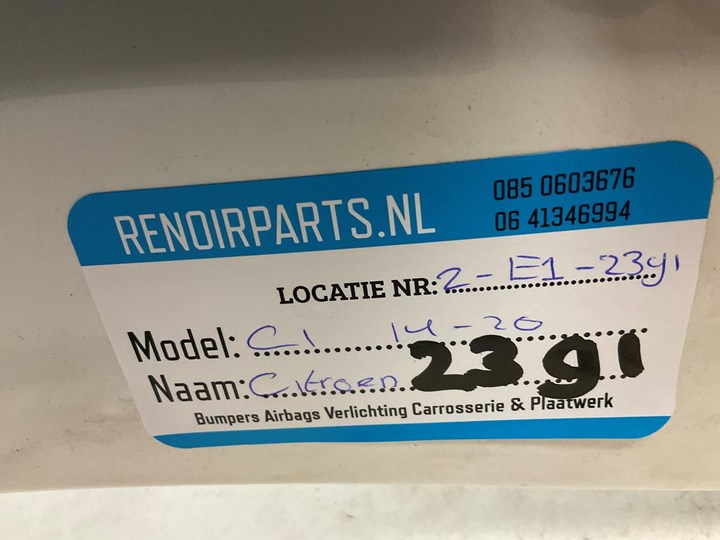 RENOIRPARTS.NL
085 0603676
06 41346994
LOCATIE NR: 2-E1-2391
Model: C1 14-20
Naam: Citroen 2391
Bumpers Airbags Verlichting Carrosserie & Plaatwerk